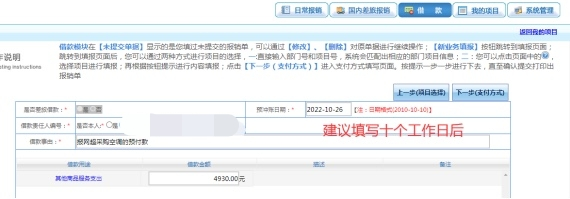 日常报销 国内差旅报销 借 款 我的项目 系统管理
返回我的项目
作说明
ating instructions
借款模块在【未提交单据】显示的是您填过未提交的报销单，可以通过【修改】、【删除】对原单据进行继续操作；【新业务填报】按钮跳转到填报页面；
跳转到填报页面后，您可以通过两种方式进行项目的选择，一:直接输入部门号和项目号，系统会匹配出相应的部门项目信息；二：您可以点击页面中的
选择项目进行填报；再根据按钮提示进行内容填报；点击【下一步（支付方式）】进入支付方式填写页面。按提示一步一步进行下去，直至确认提交打印出
报销单
上一步(项目选择) 下一步(支付方式)
是否差旅借款： 预冲账日期： 2022-10-26 【注：日期格式(2010-10-10)】
借款责任人编号： 是否本人:
建议填写十个工作日后
借款事由： 报网超采购空调的预付款
借款用途 借款金额 描述 备注
其他商品服务支出 4930.00元